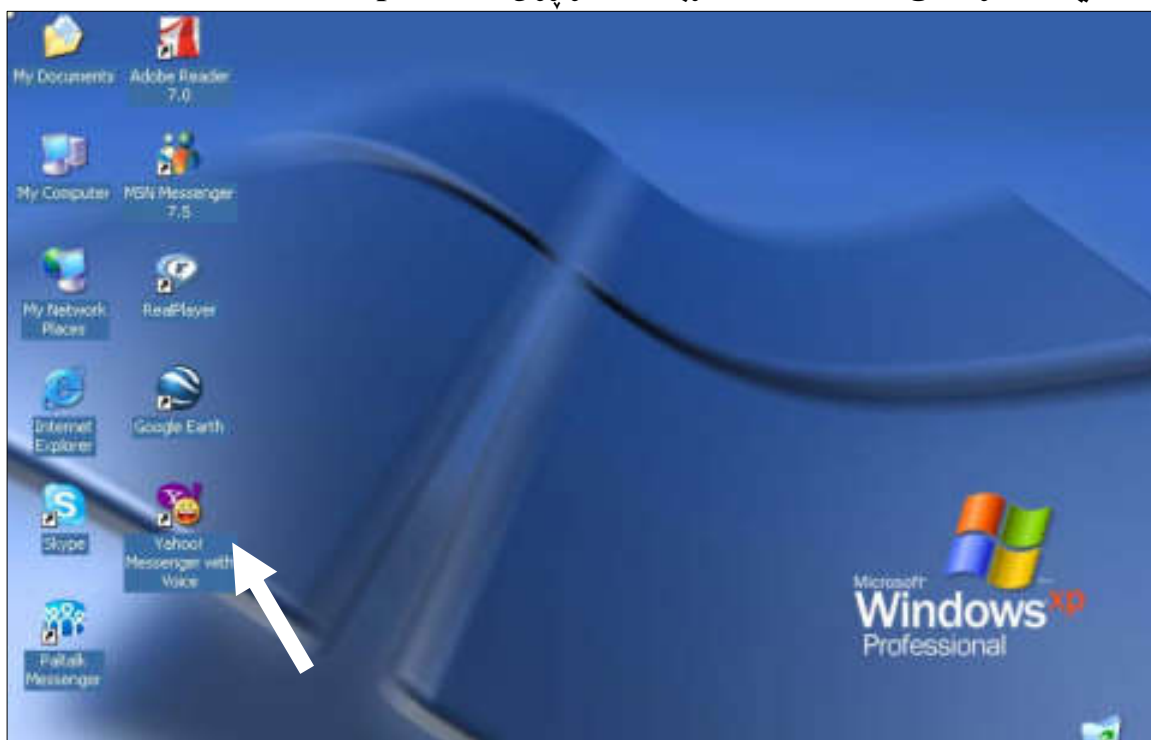 My Documents
Adobe Reader
7.0
My Computer
MSN Messenger
7.5
My Network
Places
RealPlayer
Internet
Explorer
Google Earth
Skype
Yahoo!
Messenger with
Voice
Paltalk
Messenger
Microsoft
Windows xp
Professional